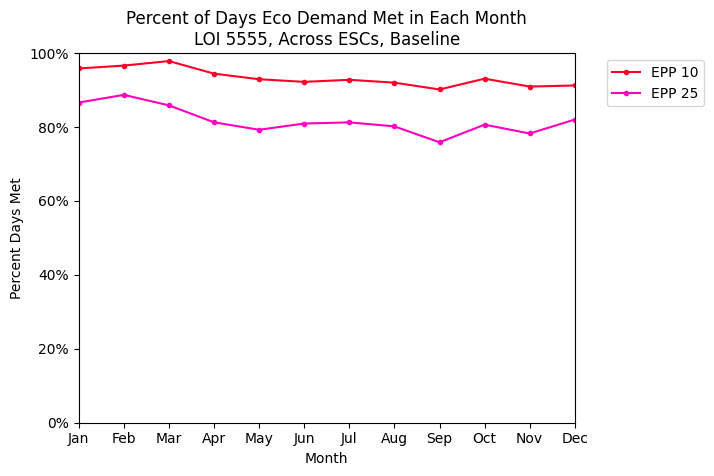 Percent of Days Eco Demand Met in Each Month
LOI 5555, Across ESCs, Baseline
100%
80%
60%
40%
20%
0%
Percent Days Met
Jan Feb Mar Apr May Jun Jul Aug Sep Oct Nov Dec
Month
EPP 10
EPP 25